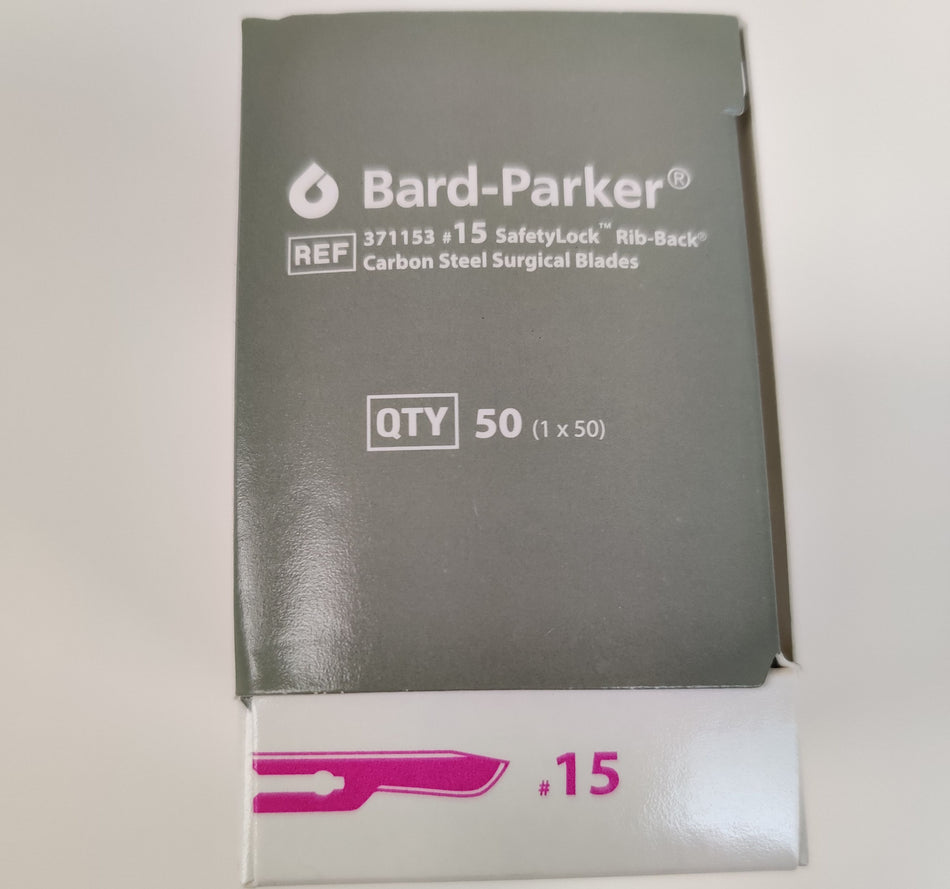 Bard-Parker®
REF 371153 #15 SafetyLock™ Rib-Back®
Carbon Steel Surgical Blades
QTY 50 (1 x 50)
#15